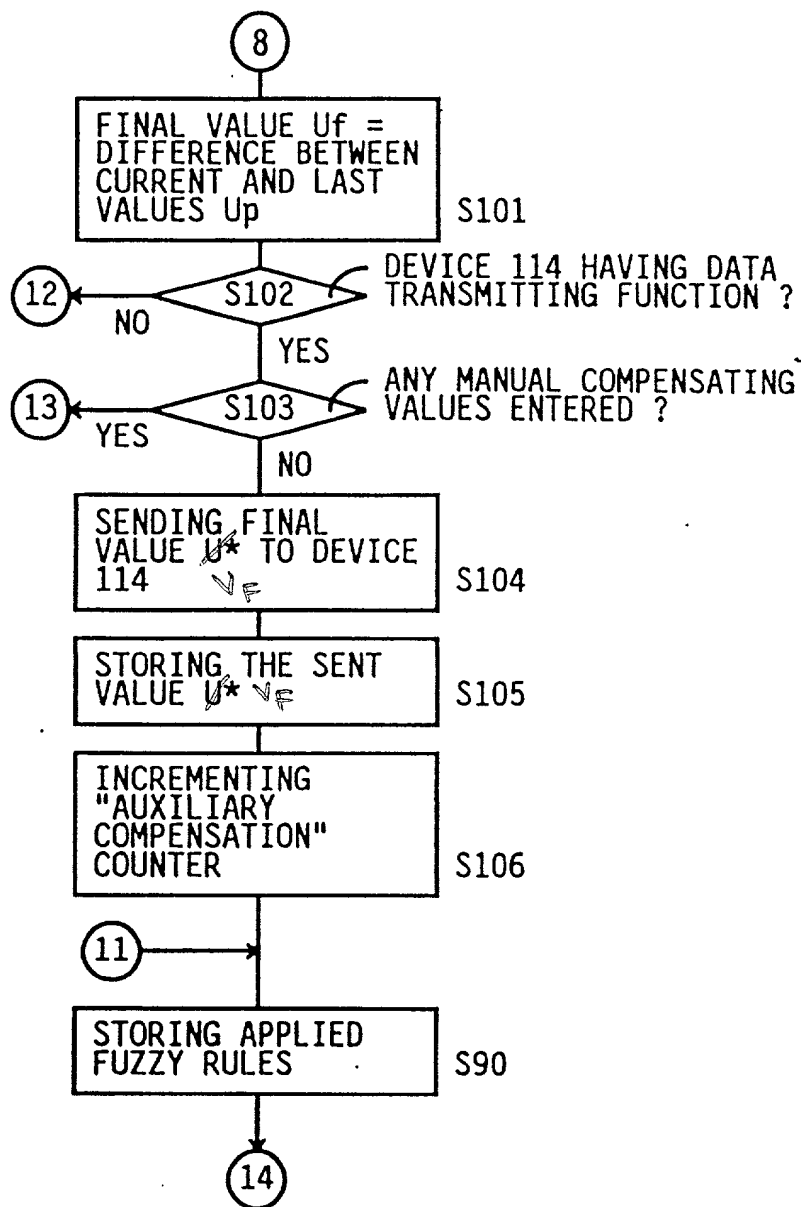 8
FINAL VALUE Uf =
DIFFERENCE BETWEEN
CURRENT AND LAST
VALUES Up
S101
DEVICE 114 HAVING DATA
TRANSMITTING FUNCTION ?
12
S102
NO
YES
ANY MANUAL COMPENSATING
VALUES ENTERED ?
13
S103
YES
NO
SENDING FINAL
VALUE U* TO DEVICE
114 VF
S104
STORING THE SENT
VALUE U* VF
S105
INCREMENTING
"AUXILIARY
COMPENSATION"
COUNTER
S106
11
STORING APPLIED
FUZZY RULES
S90
14